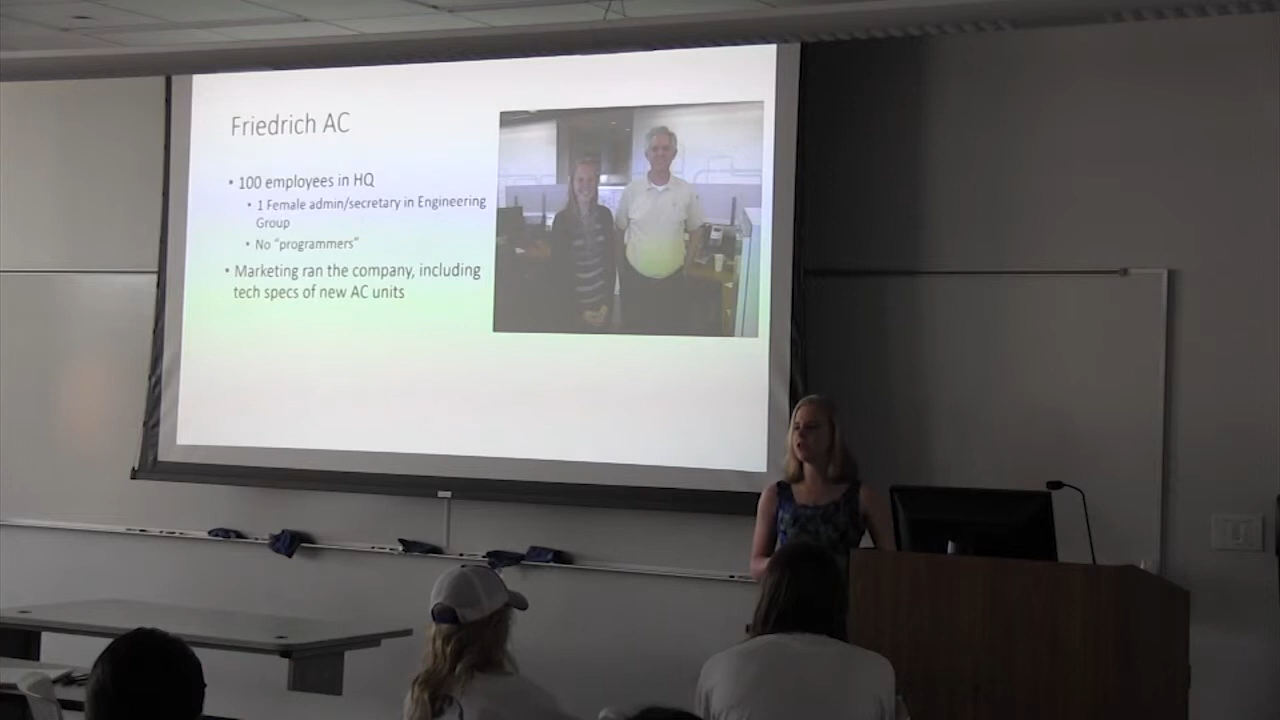 Friedrich AC
• 100 employees in HQ
• 1 Female admin/secretary in Engineering
Group
• No “programmers”
• Marketing ran the company, including
tech specs of new AC units